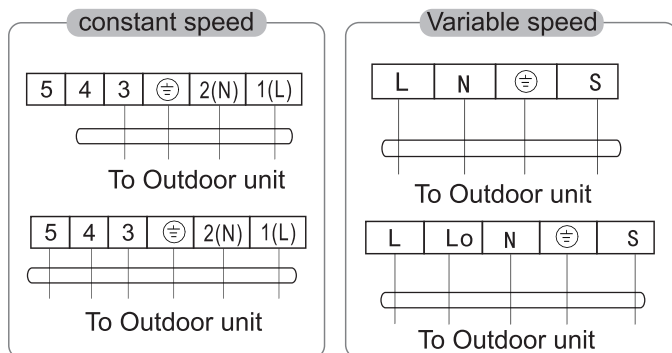 constant speed
5 4 3 2(N) 1(L)
To Outdoor unit
5 4 3 2(N) 1(L)
To Outdoor unit
Variable speed
L N S
To Outdoor unit
L Lo N S
To Outdoor unit